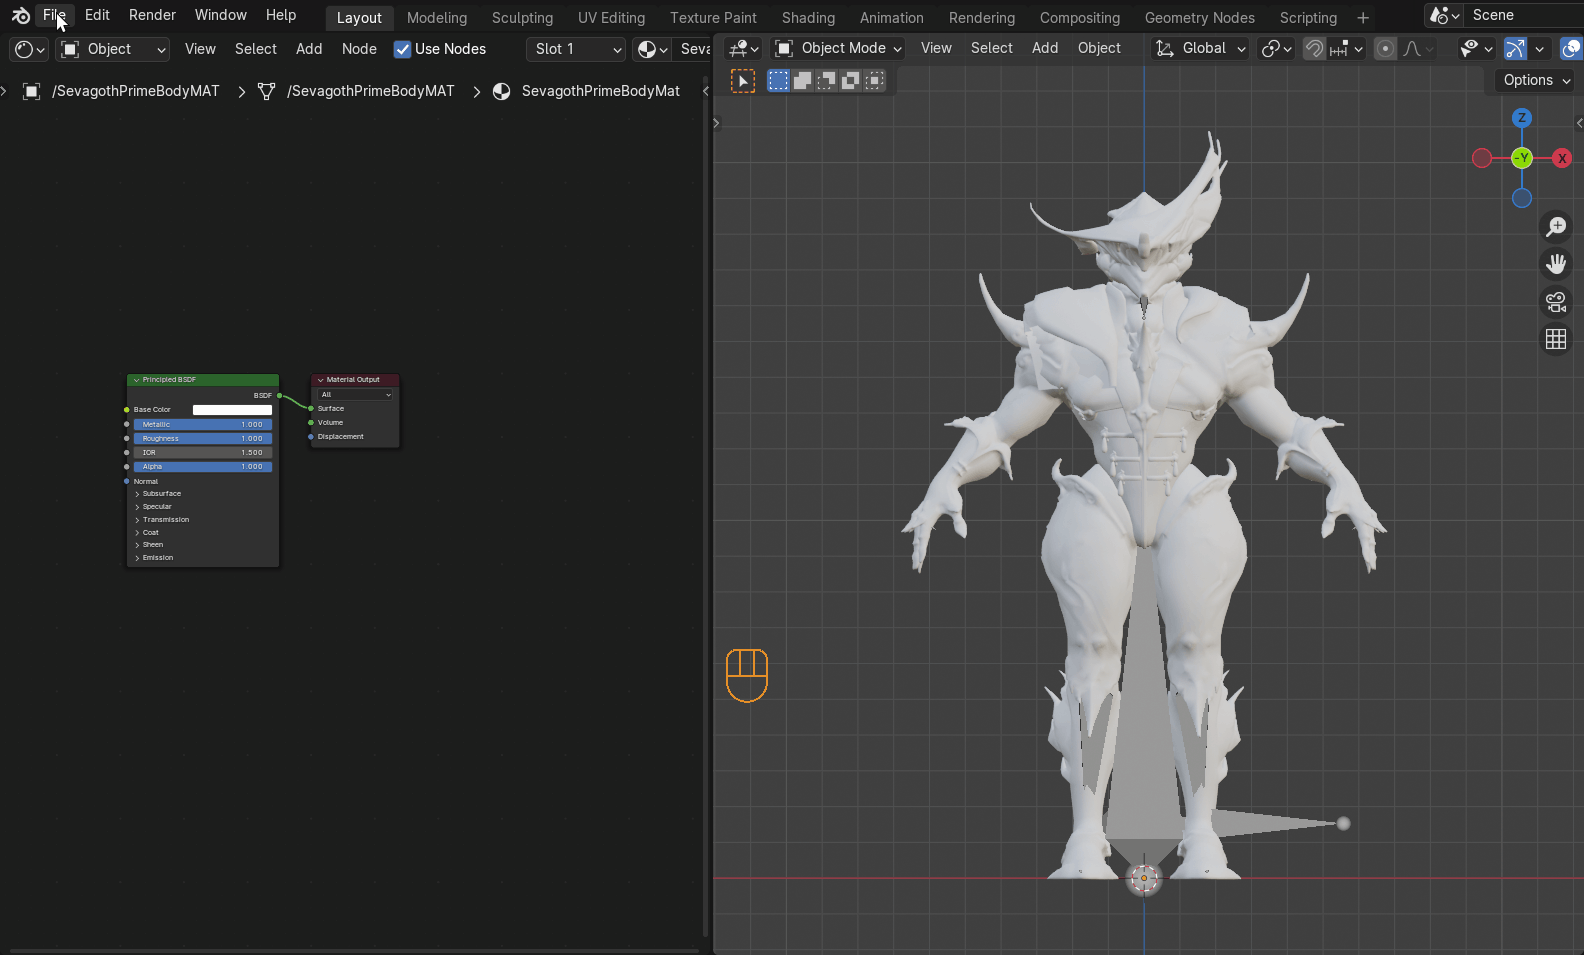 File Edit Render Window Help Layout Modeling Sculpting UV Editing Texture Paint Shading Animation Rendering Compositing Geometry Nodes Scripting + Scene
Object View Select Add Node Use Nodes Slot 1 Seva
Object Mode View Select Add Object Global
Options
/SevagothPrimeBodyMAT > /SevagothPrimeBodyMAT > SevagothPrimeBodyMat
Z
-Y X
Principled BSDF
BSDF
Base Color
Metallic 1.000
Roughness 1.000
IOR 1.500
Alpha 1.000
Normal
Subsurface
Specular
Transmission
Coat
Sheen
Emission
Material Output
All
Surface
Volume
Displacement